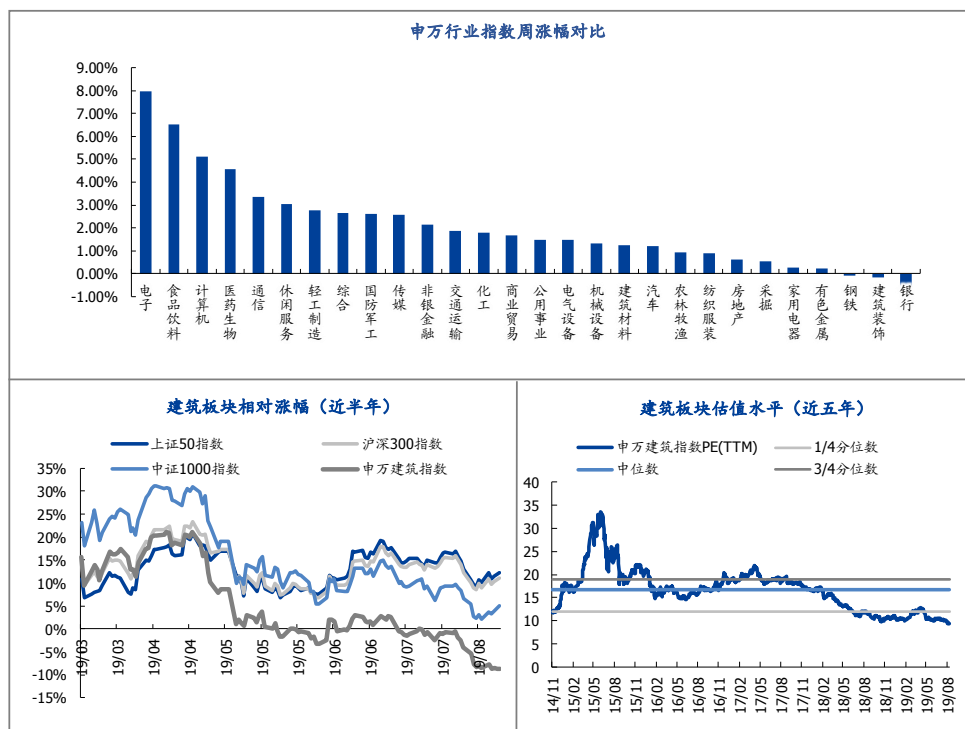 申万行业指数周涨幅对比
9.00%
8.00%
7.00%
6.00%
5.00%
4.00%
3.00%
2.00%
1.00%
0.00%
-1.00%
电子
食品饮料
计算机
医药生物
通信
休闲服务
轻工制造
综合
国防军工
传媒
非银金融
交通运输
化工
商业贸易
公用事业
电气设备
机械设备
建筑材料
汽车
农林牧渔
纺织服装
房地产
采掘
家用电器
有色金属
钢铁
建筑装饰
银行
建筑板块相对涨幅（近半年）
上证50指数
沪深300指数
中证1000指数
申万建筑指数
35%
30%
25%
20%
15%
10%
5%
0%
-5%
-10%
-15%
19/03
19/03
19/04
19/04
19/05
19/05
19/06
19/06
19/07
19/07
19/08
建筑板块估值水平（近五年）
申万建筑指数PE(TTM)
1/4分位数
中位数
3/4分位数
40
35
30
25
20
15
10
5
0
14/11
15/02
15/05
15/08
15/11
16/02
16/05
16/08
16/11
17/02
17/05
17/08
17/11
18/02
18/05
18/08
18/11
19/02
19/05
19/08